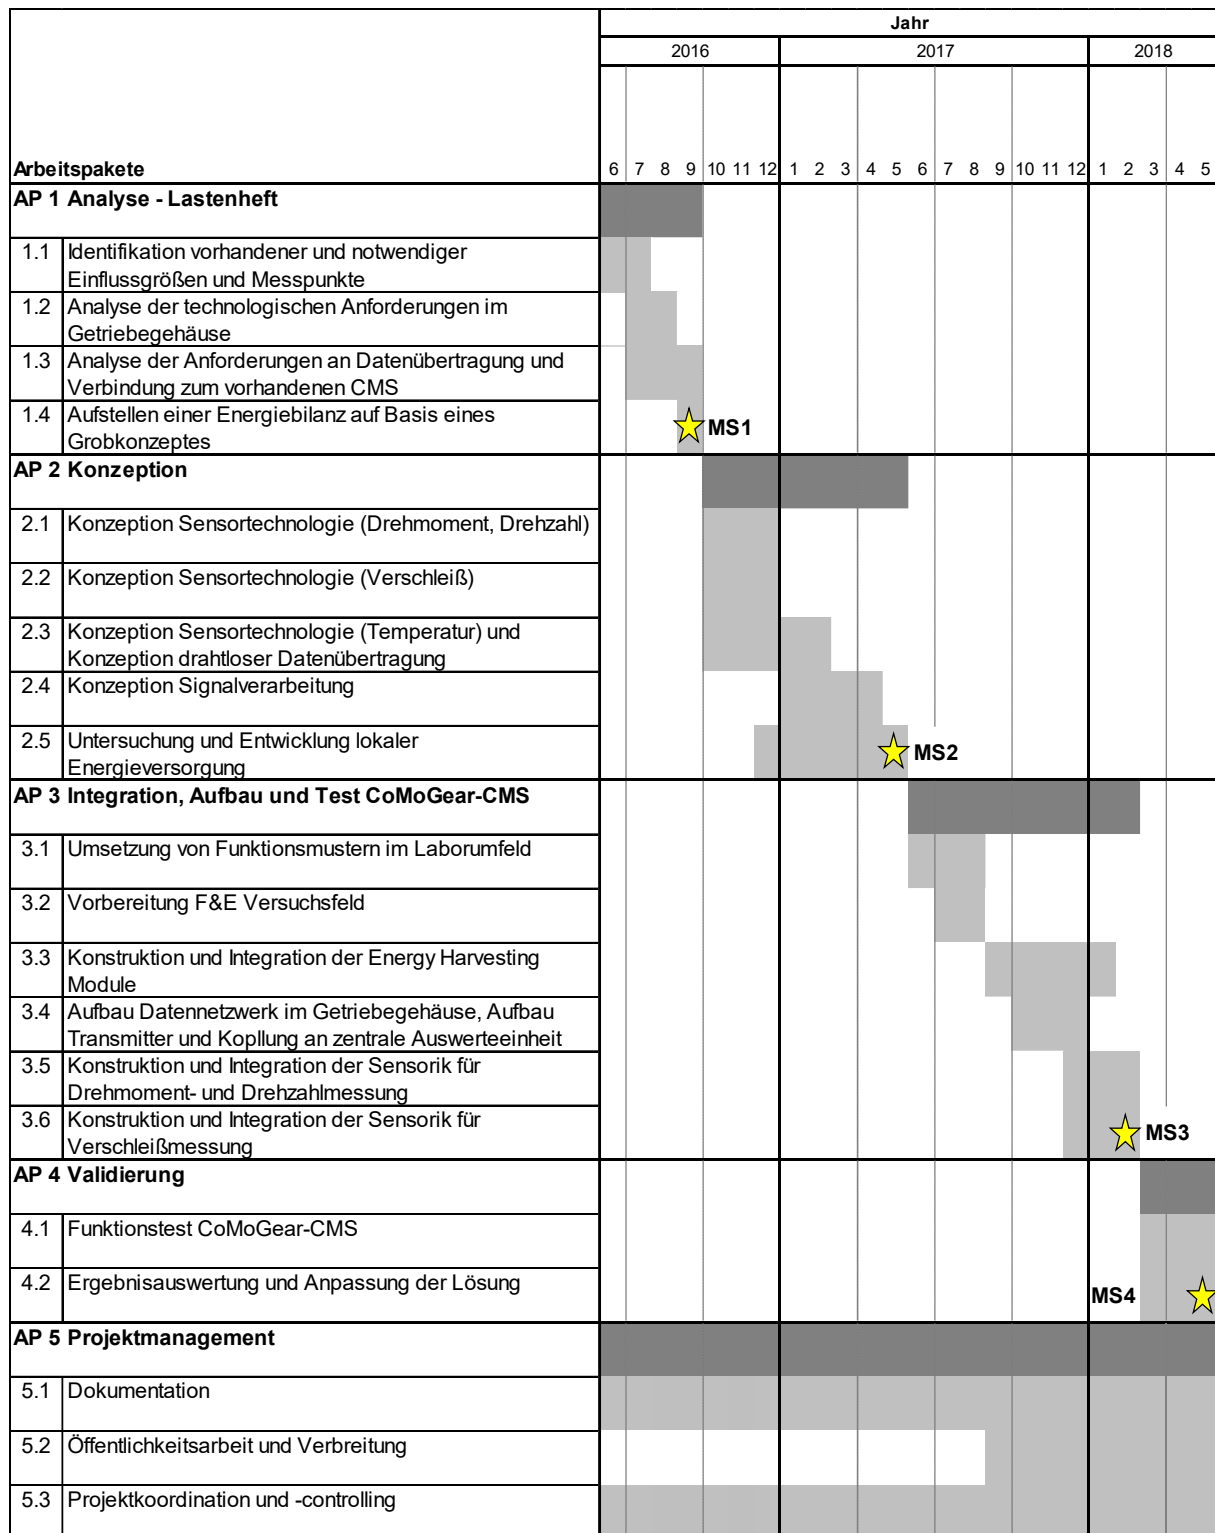 Jahr
2016 2017 2018
Arbeitspakete 6 7 8 9 10 11 12 1 2 3 4 5 6 7 8 9 10 11 12 1 2 3 4 5
AP 1 Analyse - Lastenheft
1.1 Identifikation vorhandener und notwendiger
Einflussgrößen und Messpunkte
1.2 Analyse der technologischen Anforderungen im
Getriebegehäuse
1.3 Analyse der Anforderungen an Datenübertragung und
Verbindung zum vorhandenen CMS
1.4 Aufstellen einer Energiebilanz auf Basis eines
Grobkonzeptes
MS1
AP 2 Konzeption
2.1 Konzeption Sensortechnologie (Drehmoment, Drehzahl)
2.2 Konzeption Sensortechnologie (Verschleiß)
2.3 Konzeption Sensortechnologie (Temperatur) und
Konzeption drahtloser Datenübertragung
2.4 Konzeption Signalverarbeitung
2.5 Untersuchung und Entwicklung lokaler
Energieversorgung
MS2
AP 3 Integration, Aufbau und Test CoMoGear-CMS
3.1 Umsetzung von Funktionsmustern im Laborumfeld
3.2 Vorbereitung F&E Versuchsfeld
3.3 Konstruktion und Integration der Energy Harvesting
Module
3.4 Aufbau Datennetzwerk im Getriebegehäuse, Aufbau
Transmitter und Kopllung an zentrale Auswerteeinheit
3.5 Konstruktion und Integration der Sensorik für
Drehmoment- und Drehzahlmessung
3.6 Konstruktion und Integration der Sensorik für
Verschleißmessung
MS3
AP 4 Validierung
4.1 Funktionstest CoMoGear-CMS
4.2 Ergebnisauswertung und Anpassung der Lösung
MS4
AP 5 Projektmanagement
5.1 Dokumentation
5.2 Öffentlichkeitsarbeit und Verbreitung
5.3 Projektkoordination und -controlling